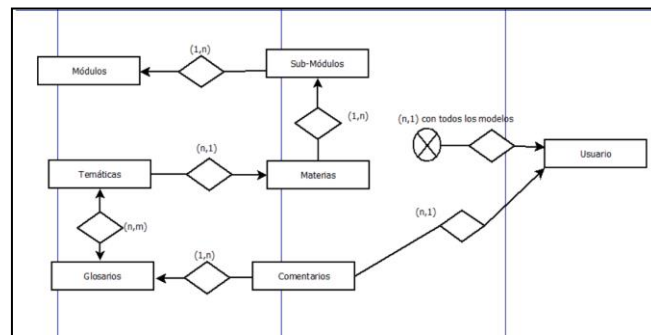 (1,n)
Módulos
Sub-Módulos
(1,n)
(n,1) con todos los modelos
Usuario
(n,1)
Temáticas
Materias
(n,m)
(n,1)
(1,n)
Glosarios
Comentarios